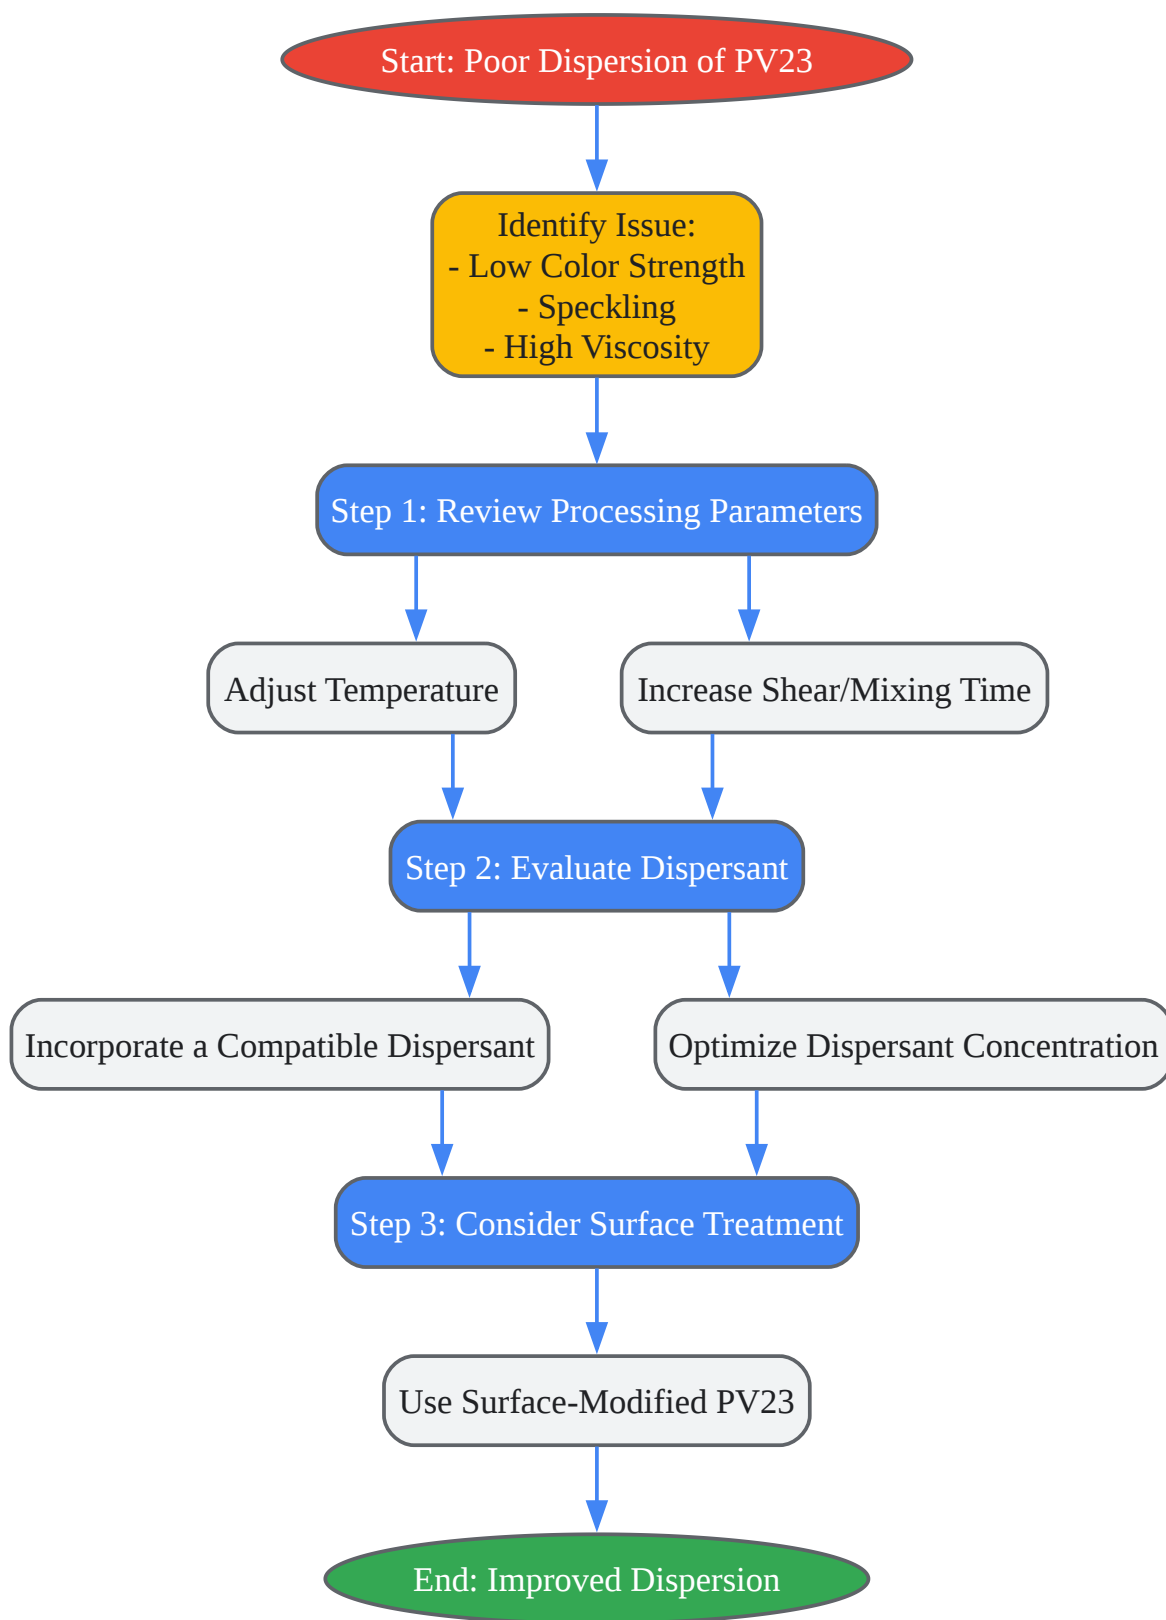 Start: Poor Dispersion of PV23
Identify Issue:
- Low Color Strength
- Speckling
- High Viscosity
Step 1: Review Processing Parameters
Adjust Temperature
Increase Shear/Mixing Time
Step 2: Evaluate Dispersant
Incorporate a Compatible Dispersant
Optimize Dispersant Concentration
Step 3: Consider Surface Treatment
Use Surface-Modified PV23
End: Improved Dispersion